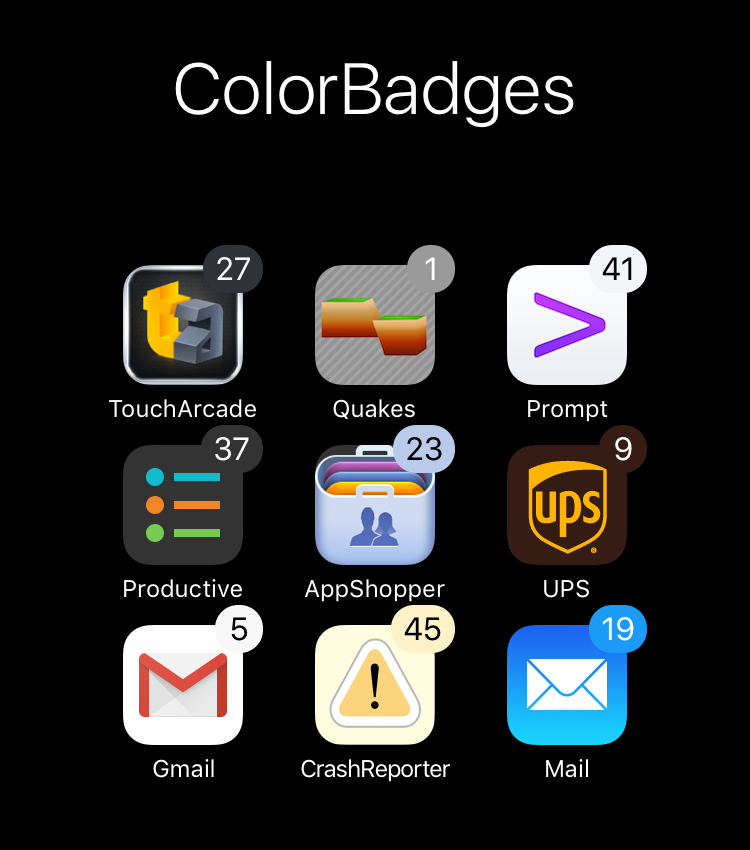 ColorBadges
27
1
41
ta
TouchArcade
Quakes
Prompt
37
23
9
ups
Productive
AppShopper
UPS
5
45
19
Gmail
CrashReporter
Mail